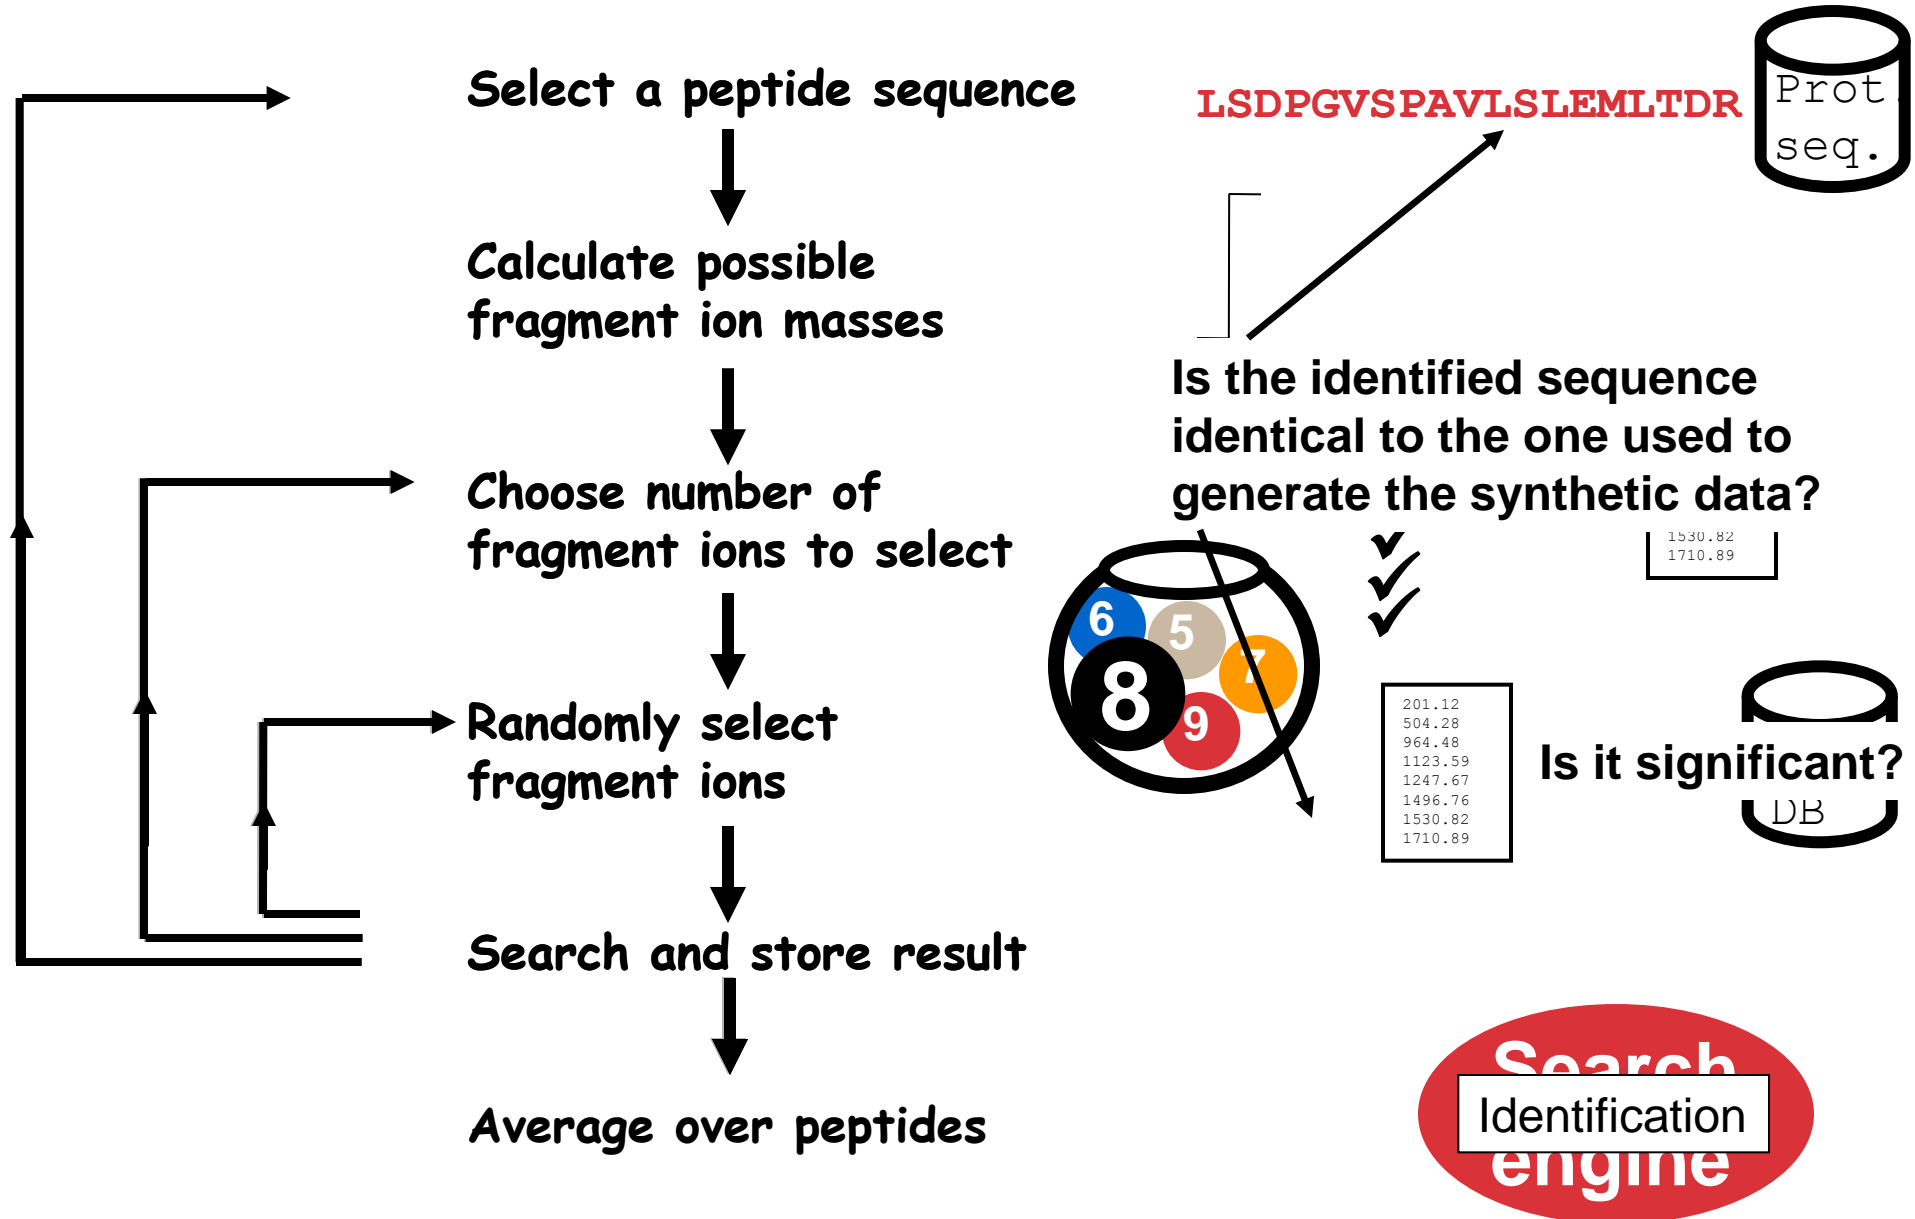 Select a peptide sequence
LSDPGVSPAVLSLEMLTDR
Prot.
seq.
Calculate possible
fragment ion masses
Is the identified sequence
identical to the one used to
generate the synthetic data?
Choose number of
fragment ions to select
1530.82
1710.89
6
5
7
8
9
Randomly select
fragment ions
201.12
504.28
964.48
1123.59
1247.67
1496.76
1530.82
1710.89
Is it significant?
DB
Search and store result
Average over peptides
Search
Identification
engine